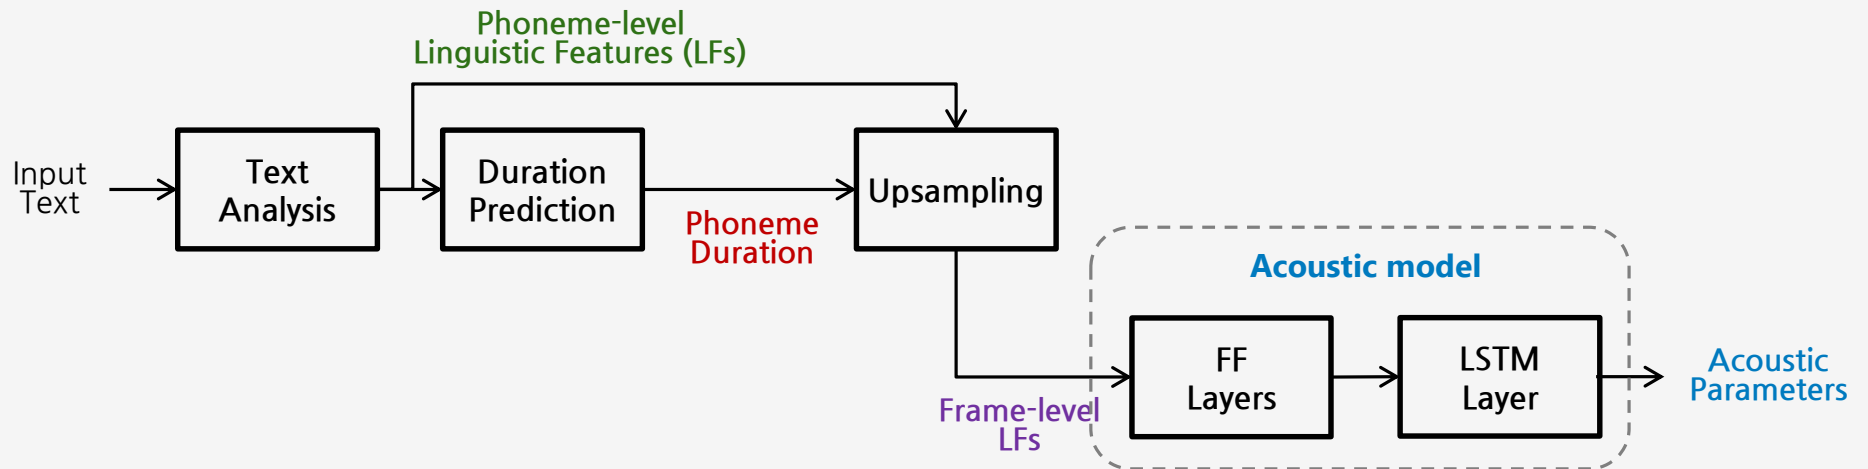 Phoneme-level
Linguistic Features (LFs)
Input
Text
Text
Analysis
Duration
Prediction
Phoneme
Duration
Upsampling
Acoustic model
FF
Layers
LSTM
Layer
Frame-level
LFs
Acoustic
Parameters